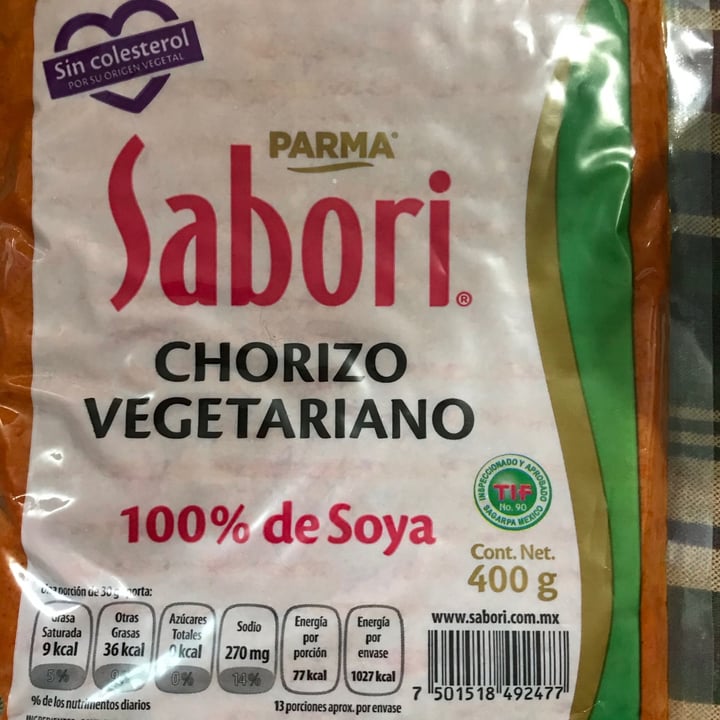 Sin colesterol
POR SU ORIGEN VEGETAL
PARMA®
Sabori®
CHORIZO
VEGETARIANO
100% de Soya
INSPECCIONADO Y APROBADO
TIF
No. 90
SAGARPA MEXICO
Cont. Net.
400 g
www.sabori.com.mx
porción de 30 g
Grasa Saturada 9 kcal 5%
Otras Grasas 36 kcal
Azúcares Totales 0 kcal 0%
Sodio 270 mg 14%
Energía por porción 77 kcal
Energía por envase 1027 kcal
% de los nutrimentos diarios
13 porciones aprox. por envase
7 501518 492477